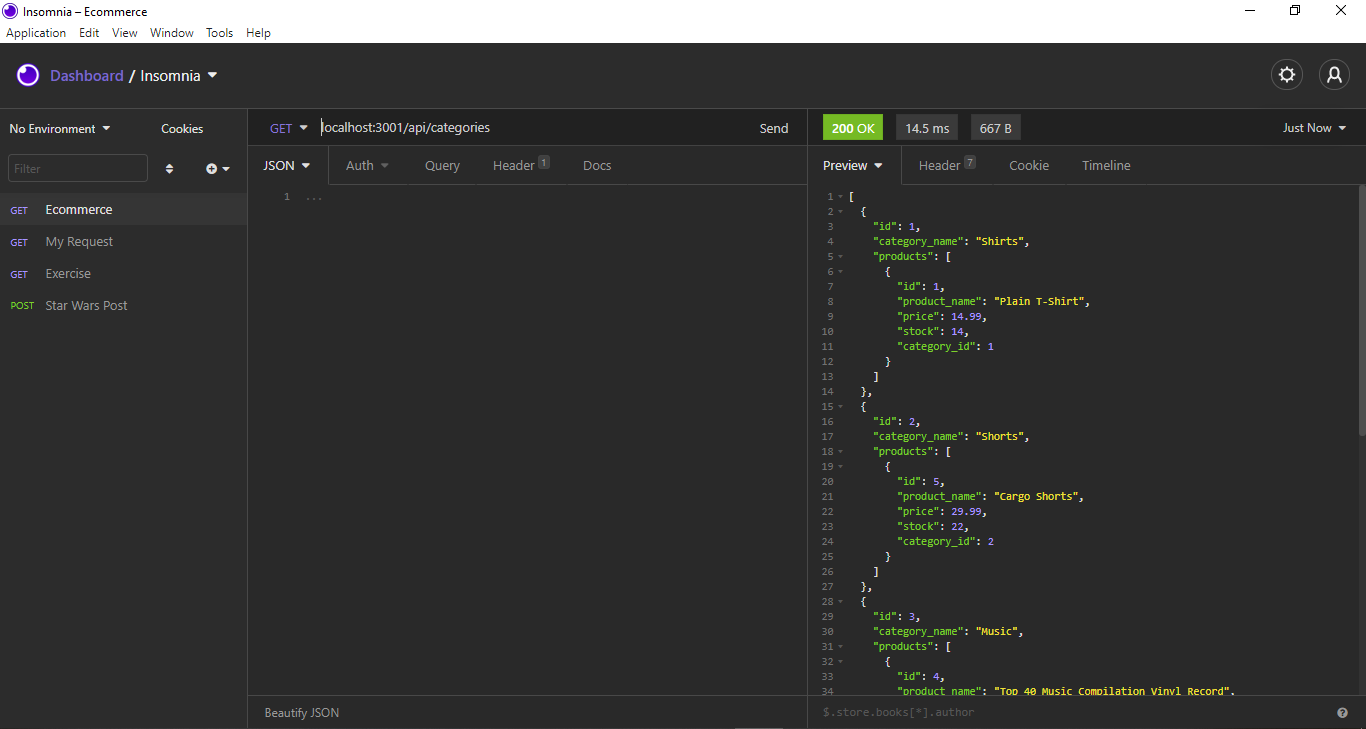 Insomnia – Ecommerce
Application Edit View Window Tools Help
Dashboard / Insomnia
No Environment Cookies
Filter
GET Ecommerce
GET My Request
GET Exercise
POST Star Wars Post
GET localhost:3001/api/categories Send
JSON Auth Query Header 1 Docs
1 ...
Beautify JSON
200 OK 14.5 ms 667 B Just Now
Preview Header 7 Cookie Timeline
1 [
2 {
3 "id": 1,
4 "category_name": "Shirts",
5 "products": [
6 {
7 "id": 1,
8 "product_name": "Plain T-Shirt",
9 "price": 14.99,
10 "stock": 14,
11 "category_id": 1
12 }
13 ]
14 },
15 {
16 "id": 2,
17 "category_name": "Shorts",
18 "products": [
19 {
20 "id": 5,
21 "product_name": "Cargo Shorts",
22 "price": 29.99,
23 "stock": 22,
24 "category_id": 2
25 }
26 ]
27 },
28 {
29 "id": 3,
30 "category_name": "Music",
31 "products": [
32 {
33 "id": 4,
34 "product_name": "Top 40 Music Compilation Vinyl Record",
$.store.books[*].author